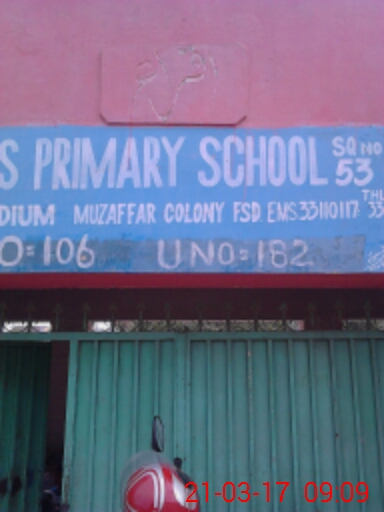 S PRIMARY SCHOOL SQ NO 53
DIUM MUZAFFAR COLONY FSD. EMS.33110117
O=106 U NO=182
21-03-17 09:09